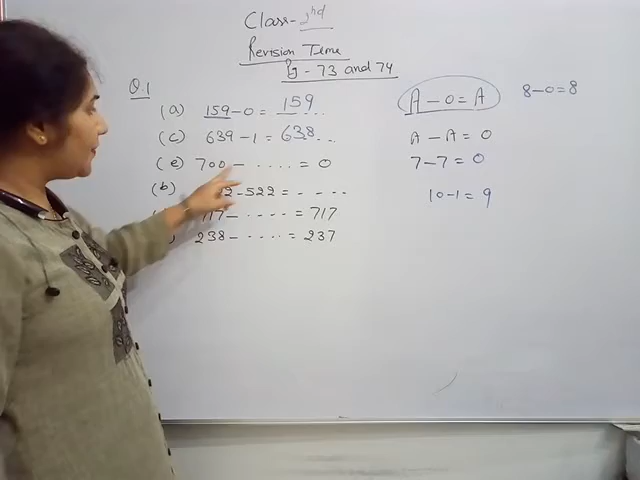 Class-2nd
Revision Time
Pg - 73 and 74
Q.1
(a) 159-0 = 159...
(c) 639-1 = 638...
(e) 700- .... = 0
(b) 2-522 = - - - -
717- ..... = 717
238- ..... = 237
A-0=A
8-0=8
A-A=0
7-7=0
10-1=9